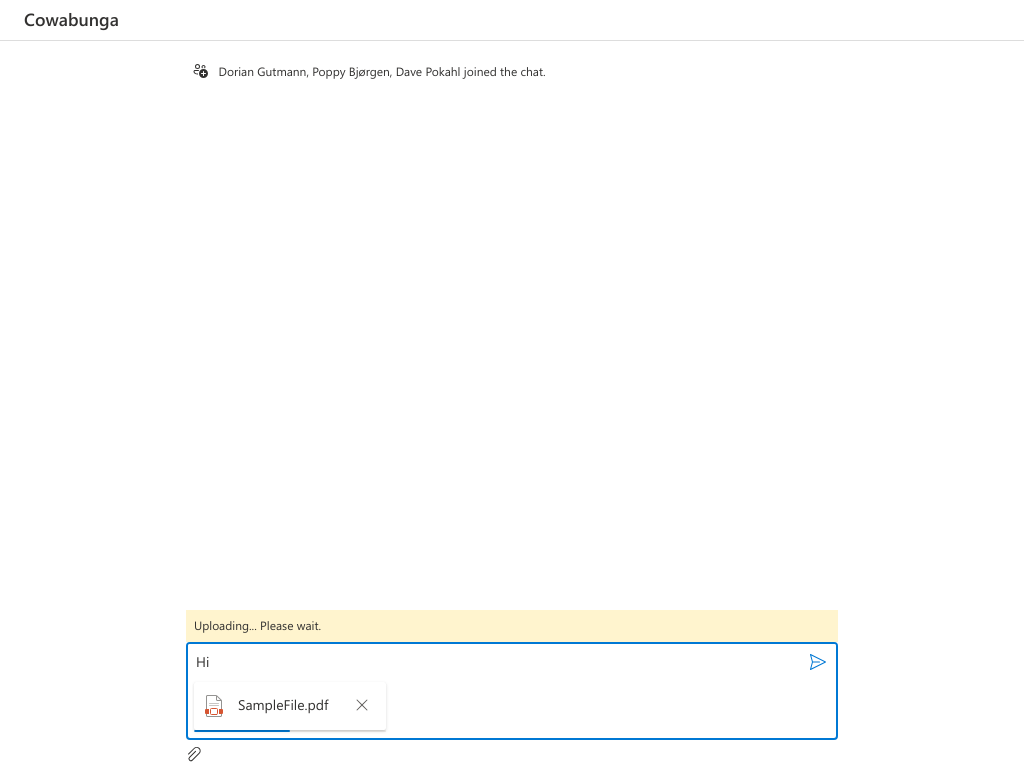 Cowabunga
Dorian Gutmann, Poppy Bjørgen, Dave Pokahl joined the chat.
Uploading... Please wait.
Hi
SampleFile.pdf